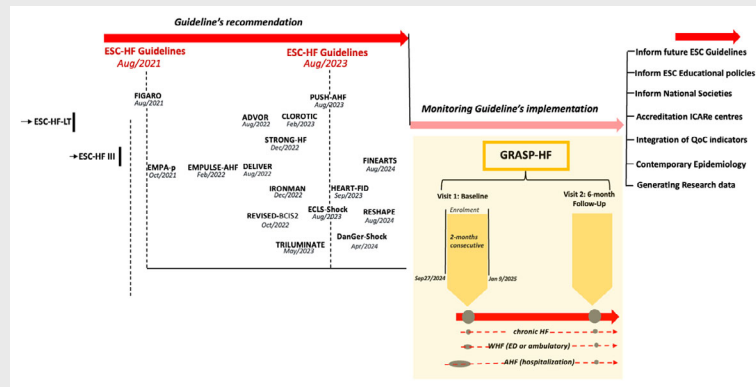 Guideline's recommendation
ESC-HF Guidelines
Aug/2021
ESC-HF Guidelines
Aug/2023
FIGARO
Aug/2021
PUSH-AHF
Aug/2023
ADVOR
Aug/2022
CLOROTIC
Feb/2023
ESC-HF-LT
STRONG-HF
Dec/2022
ESC-HF III
EMPA-p
Oct/2021
EMPULSE-AHF
Feb/2022
DELIVER
Aug/2022
FINEARTS
Aug/2024
IRONMAN
Dec/2022
HEART-FID
Sep/2023
REVISED-BCIS2
Oct/2022
ECLS-Shock
Aug/2023
RESHAPE
Aug/2024
TRILUMINATE
May/2023
DanGer-Shock
Apr/2024
Monitoring Guideline's implementation
GRASP-HF
Visit 1: Baseline
Visit 2: 6-month
Follow-Up
Enrolment
2-months
consecutive
Sep27/2024
Jan 9/2025
chronic HF
WHF (ED or ambulatory)
AHF (hospitalization)
Inform future ESC Guidelines
Inform ESC Educational policies
Inform National Societies
Accreditation ICARe centres
Integration of QoC indicators
Contemporary Epidemiology
Generating Research data